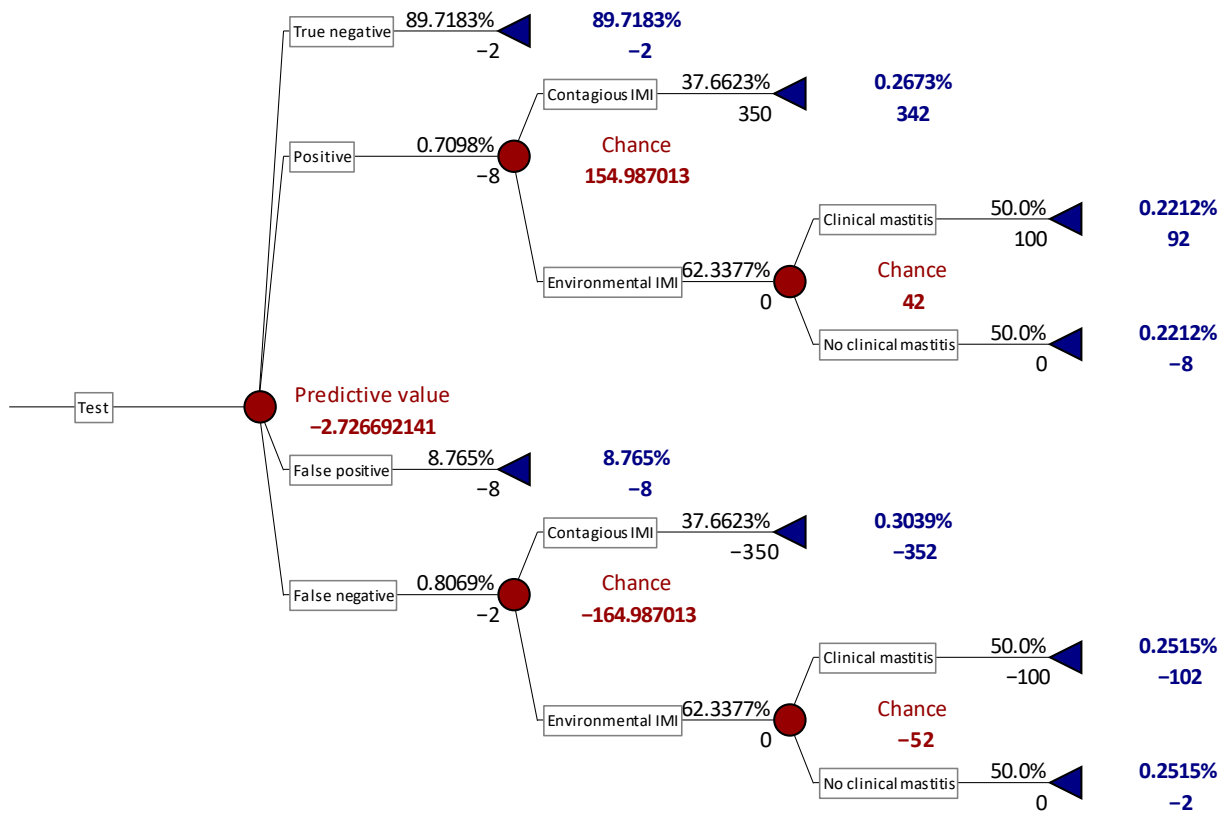 True negative 89.7183% 89.7183%
−2 −2
Contagious IMI 37.6623% 0.2673%
350 342
Positive 0.7098% Chance
−8 154.987013
Clinical mastitis 50.0% 0.2212%
100 92
Environmental IMI 62.3377% Chance
0 42
No clinical mastitis 50.0% 0.2212%
0 −8
Test Predictive value
−2.726692141
False positive 8.765% 8.765%
−8 −8
Contagious IMI 37.6623% 0.3039%
−350 −352
False negative 0.8069% Chance
−2 −164.987013
Clinical mastitis 50.0% 0.2515%
−100 −102
Environmental IMI 62.3377% Chance
0 −52
No clinical mastitis 50.0% 0.2515%
0 −2